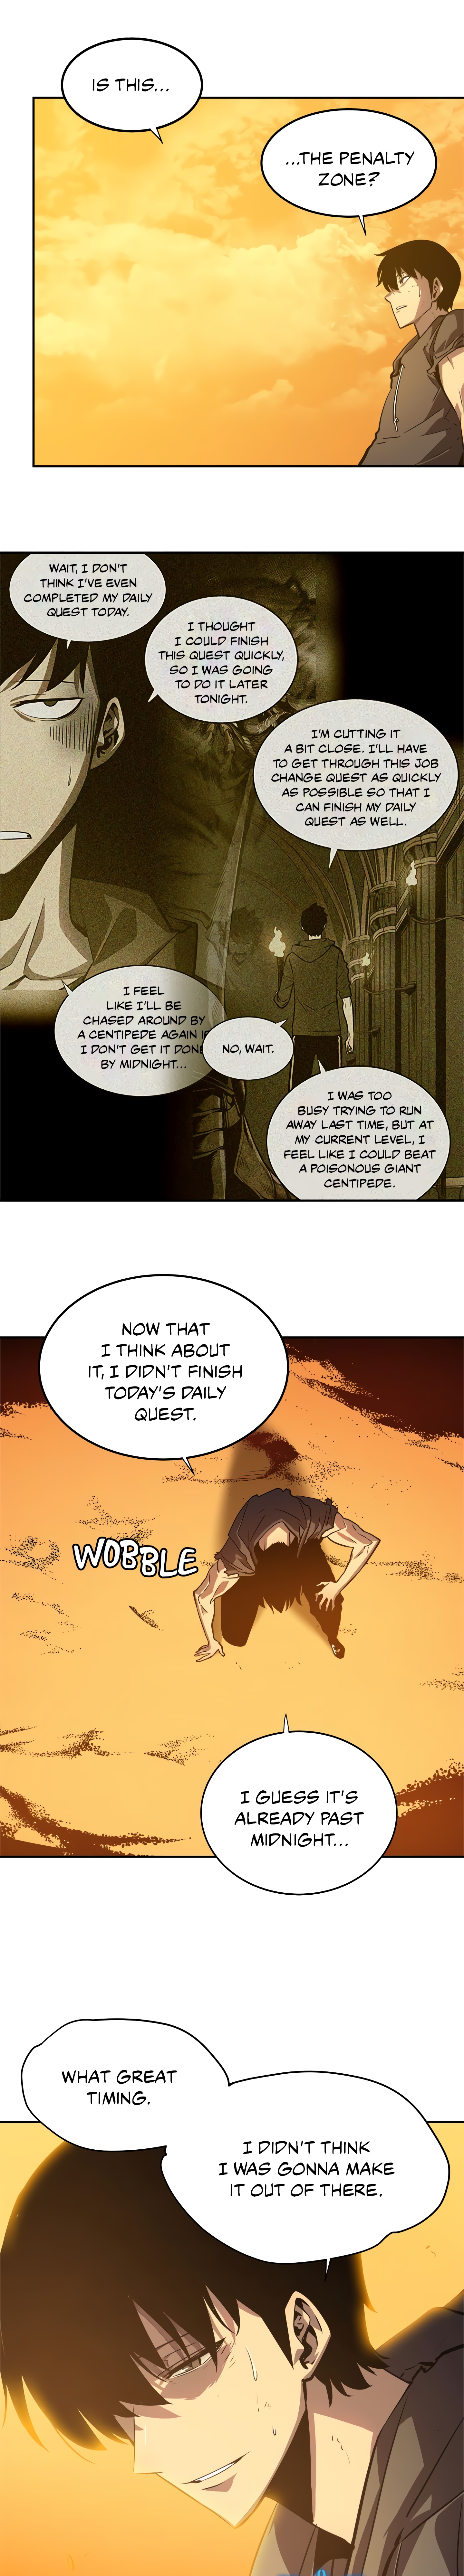 IS THIS...
...THE PENALTY
ZONE?
WAIT, I DON'T
THINK I'VE EVEN
COMPLETED MY DAILY
QUEST TODAY.
I THOUGHT
I COULD FINISH
THIS QUEST QUICKLY,
SO I WAS GOING
TO DO IT LATER
TONIGHT.
I'M CUTTING IT
A BIT CLOSE. I'LL HAVE
TO GET THROUGH THIS JOB
CHANGE QUEST AS QUICKLY
AS POSSIBLE SO THAT I
CAN FINISH MY DAILY
QUEST AS WELL.
I FEEL
LIKE I'LL BE
CHASED AROUND BY
A CENTIPEDE AGAIN IF
I DON'T GET IT DONE
BY MIDNIGHT...
NO, WAIT.
I WAS TOO
BUSY TRYING TO RUN
AWAY LAST TIME, BUT AT
MY CURRENT LEVEL, I
FEEL LIKE I COULD BEAT
A POISONOUS GIANT
CENTIPEDE.
NOW THAT
I THINK ABOUT
IT, I DIDN'T FINISH
TODAY'S DAILY
QUEST.
WOBBLE
I GUESS IT'S
ALREADY PAST
MIDNIGHT...
WHAT GREAT
TIMING.
I DIDN'T THINK
I WAS GONNA MAKE
IT OUT OF THERE.